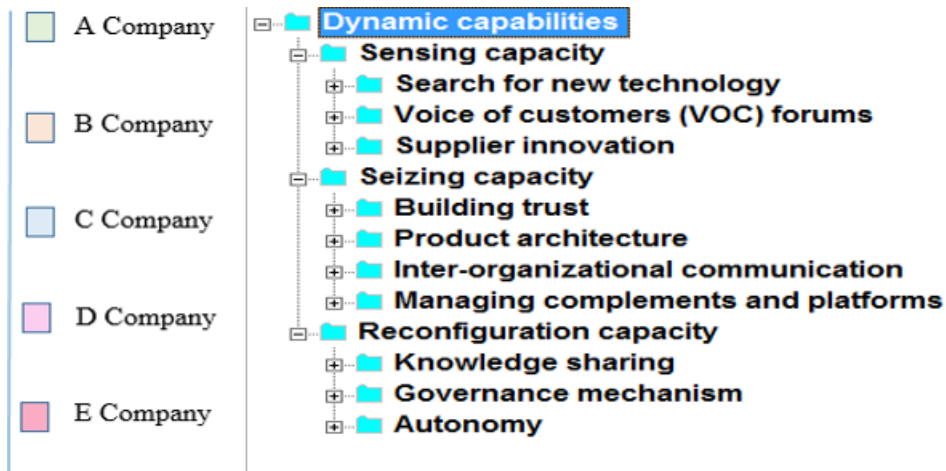 A Company
B Company
C Company
D Company
E Company
Dynamic capabilities
Sensing capacity
Search for new technology
Voice of customers (VOC) forums
Supplier innovation
Seizing capacity
Building trust
Product architecture
Inter-organizational communication
Managing complements and platforms
Reconfiguration capacity
Knowledge sharing
Governance mechanism
Autonomy